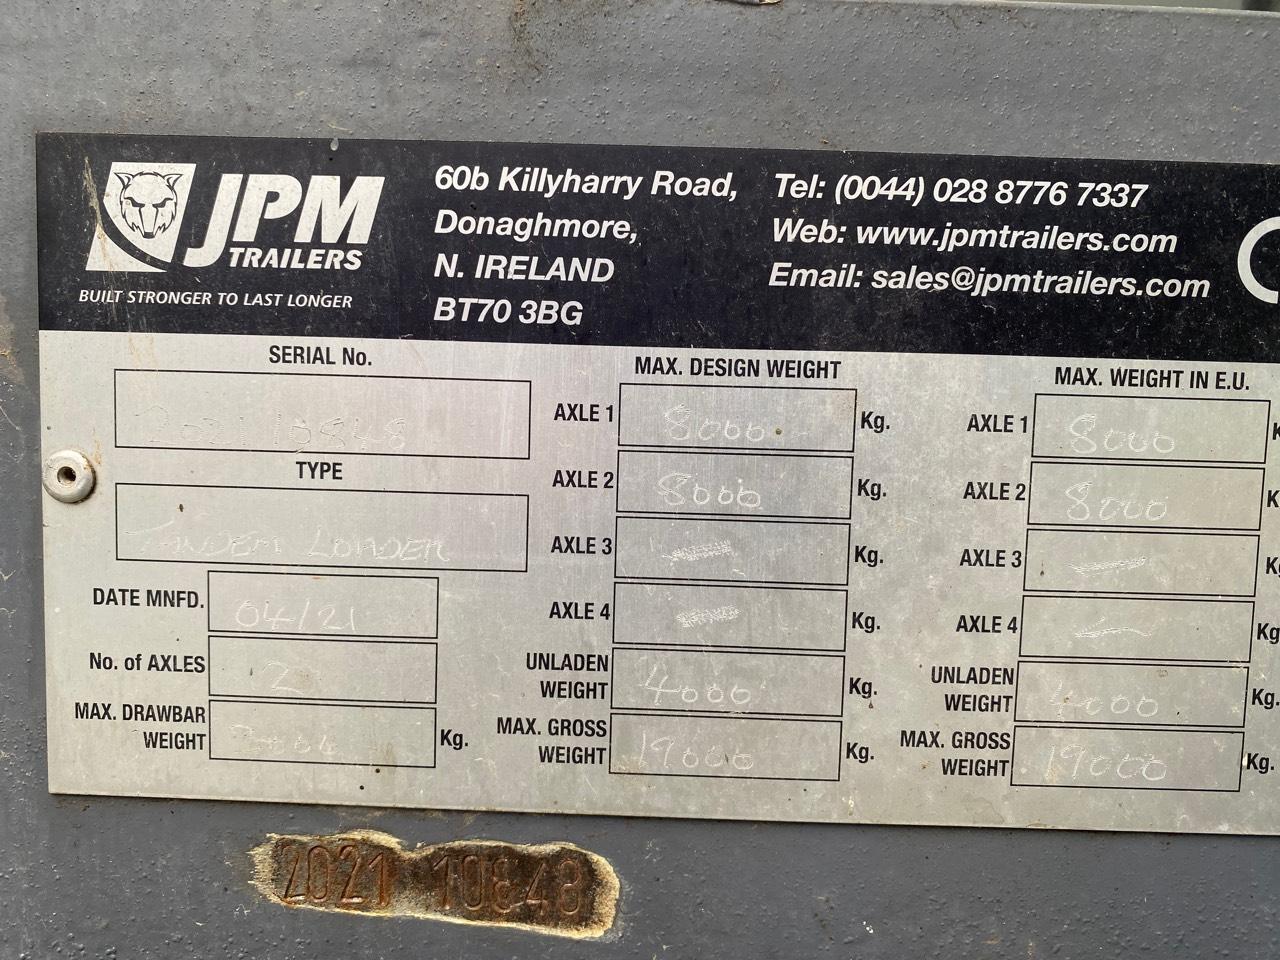 JPM
TRAILERS
BUILT STRONGER TO LAST LONGER
60b Killyharry Road,
Donaghmore,
N. IRELAND
BT70 3BG
Tel: (0044) 028 8776 7337
Web: www.jpmtrailers.com
Email: sales@jpmtrailers.com
SERIAL No.
2021 10848
TYPE
TANDEM LOADER
DATE MNFD. 04/21
No. of AXLES 2
MAX. DRAWBAR
WEIGHT 3000 Kg.
MAX. DESIGN WEIGHT
AXLE 1 8000 Kg.
AXLE 2 8000 Kg.
AXLE 3 Kg.
AXLE 4 Kg.
UNLADEN
WEIGHT 4000 Kg.
MAX. GROSS
WEIGHT 19000 Kg.
MAX. WEIGHT IN E.U.
AXLE 1 8000
AXLE 2 8000
AXLE 3
AXLE 4 Kg
UNLADEN
WEIGHT 4000 Kg.
MAX. GROSS
WEIGHT 19000 Kg.
2021 10848